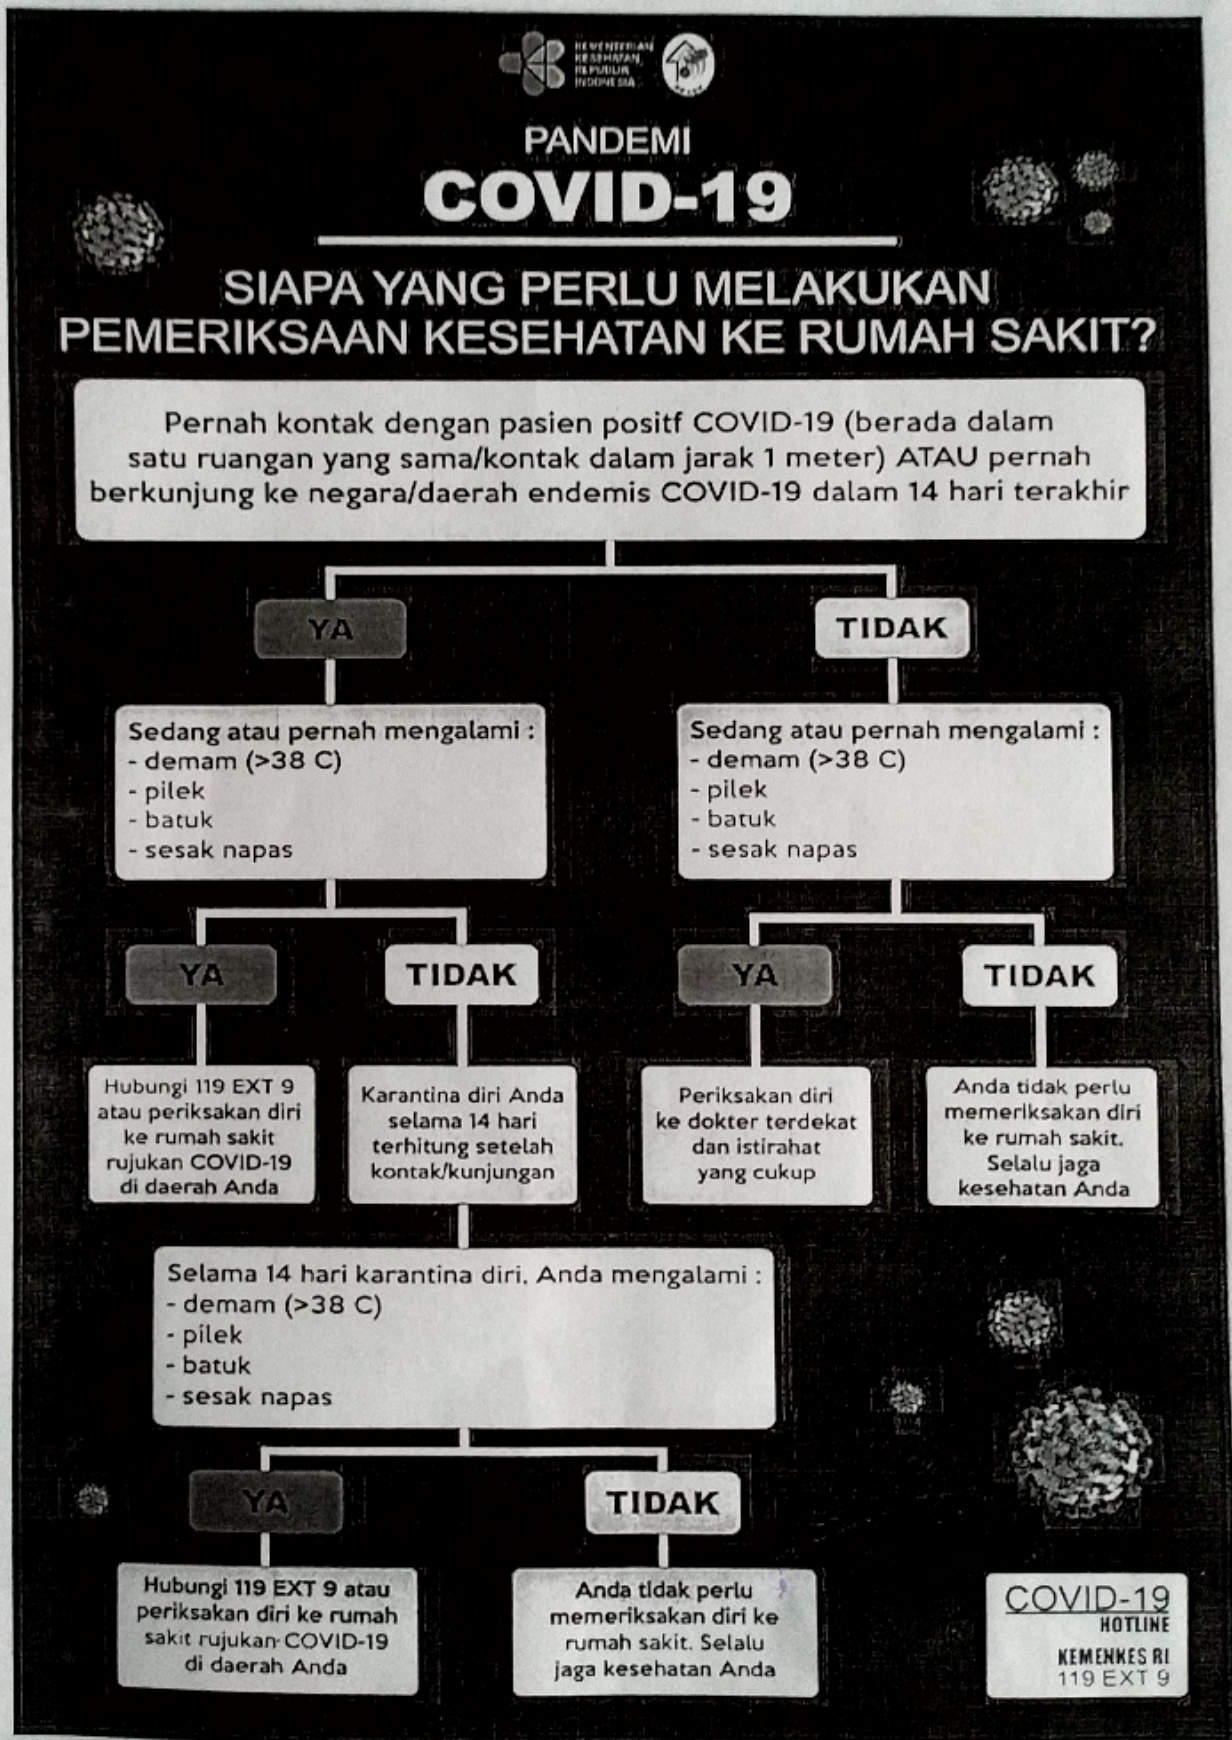 KEMENTERIAN
KESEHATAN
REPUBLIK
INDONESIA
PANDEMI
COVID-19
SIAPA YANG PERLU MELAKUKAN
PEMERIKSAAN KESEHATAN KE RUMAH SAKIT?
Pernah kontak dengan pasien positf COVID-19 (berada dalam
satu ruangan yang sama/kontak dalam jarak 1 meter) ATAU pernah
berkunjung ke negara/daerah endemis COVID-19 dalam 14 hari terakhir
YA
TIDAK
Sedang atau pernah mengalami :
- demam (>38 C)
- pilek
- batuk
- sesak napas
Sedang atau pernah mengalami :
- demam (>38 C)
- pilek
- batuk
- sesak napas
YA
TIDAK
YA
TIDAK
Hubungi 119 EXT 9
atau periksakan diri
ke rumah sakit
rujukan COVID-19
di daerah Anda
Karantina diri Anda
selama 14 hari
terhitung setelah
kontak/kunjungan
Periksakan diri
ke dokter terdekat
dan istirahat
yang cukup
Anda tidak perlu
memeriksakan diri
ke rumah sakit.
Selalu jaga
kesehatan Anda
Selama 14 hari karantina diri, Anda mengalami :
- demam (>38 C)
- pilek
- batuk
- sesak napas
YA
TIDAK
Hubungi 119 EXT 9 atau
periksakan diri ke rumah
sakit rujukan COVID-19
di daerah Anda
Anda tidak perlu
memeriksakan diri ke
rumah sakit. Selalu
jaga kesehatan Anda
COVID-19
HOTLINE
KEMENKES RI
119 EXT 9